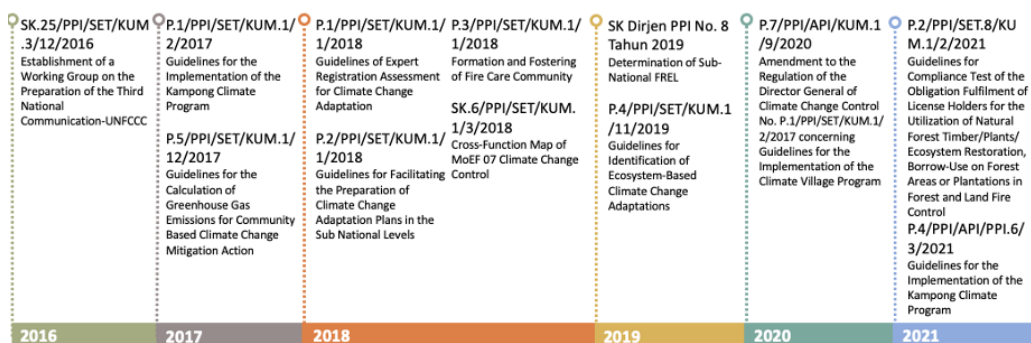 SK.25/PPI/SET/KUM
.3/12/2016
Establishment of a
Working Group on the
Preparation of the Third
National
Communication-UNFCCC
P.1/PPI/SET/KUM.1/
2/2017
Guidelines for the
Implementation of the
Kampong Climate
Program
P.5/PPI/SET/KUM.1/
12/2017
Guidelines for the
Calculation of
Greenhouse Gas
Emissions for Community
Based Climate Change
Mitigation Action
P.1/PPI/SET/KUM.1/
1/2018
Guidelines of Expert
Registration Assessment
for Climate Change
Adaptation
P.2/PPI/SET/KUM.1/
1/2018
Guidelines for Facilitating
the Preparation of
Climate Change
Adaptation Plans in the
Sub National Levels
P.3/PPI/SET/KUM.1/
1/2018
Formation and Fostering
of Fire Care Community
SK.6/PPI/SET/KUM.
1/3/2018
Cross-Function Map of
MoEF 07 Climate Change
Control
SK Dirjen PPI No. 8
Tahun 2019
Determination of Sub-
National FREL
P.4/PPI/SET/KUM.1
/11/2019
Guidelines for
Identification of
Ecosystem-Based
Climate Change
Adaptations
P.7/PPI/API/KUM.1
/9/2020
Amendment to the
Regulation of the
Director General of
Climate Change Control
No. P.1/PPI/SET/KUM.1/
2/2017 concerning
Guidelines for the
Implementation of the
Climate Village Program
P.2/PPI/SET.8/KU
M.1/2/2021
Guidelines for
Compliance Test of the
Obligation Fulfilment of
License Holders for the
Utilization of Natural
Forest Timber/Plants/
Ecosystem Restoration,
Borrow-Use on Forest
Areas or Plantations in
Forest and Land Fire
Control
P.4/PPI/API/PPI.6/
3/2021
Guidelines for the
Implementation of the
Kampong Climate
Program
2016
2017
2018
2019
2020
2021